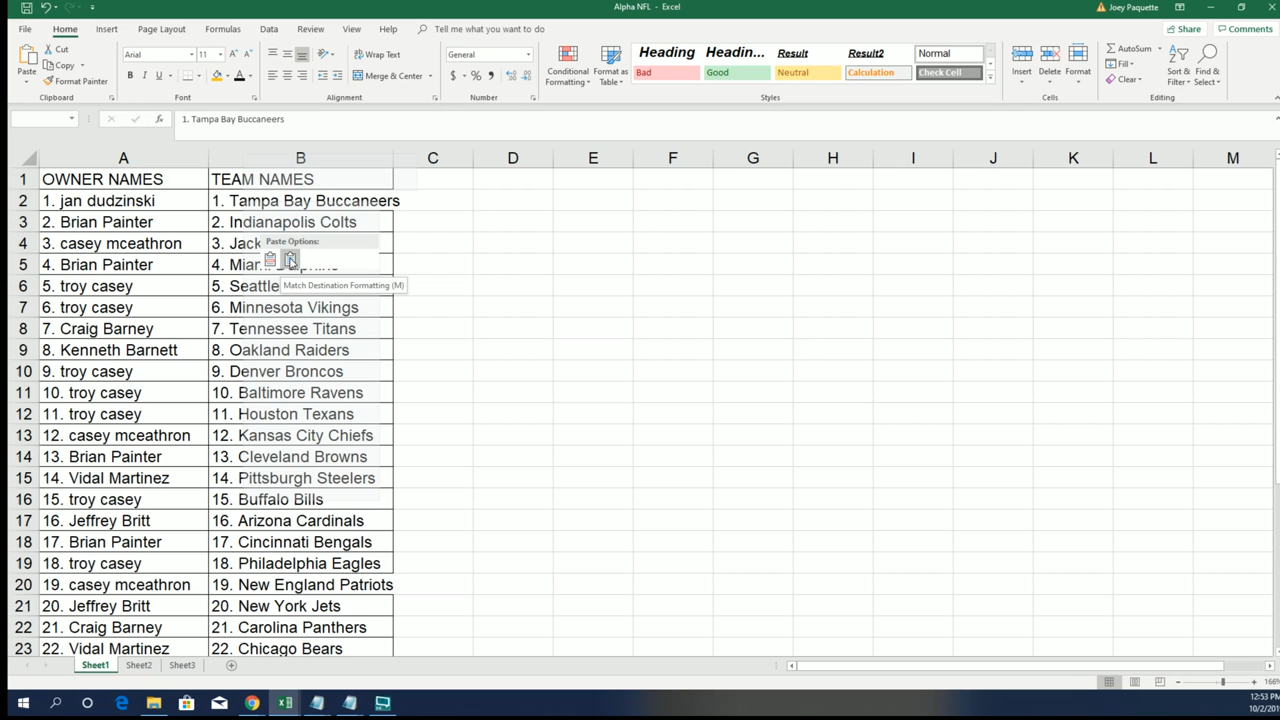 Alpha NFL - Excel
Joey Paquette
File Home Insert Page Layout Formulas Data Review View Help Tell me what you want to do
Share Comments
Cut
Copy
Format Painter
Paste
Clipboard
Arial 11
B I U
Font
Wrap Text
Merge & Center
Alignment
General
$ % ,
Number
Conditional Formatting
Format as Table
Heading Headin... Result Result2 Normal
Bad Good Neutral Calculation Check Cell
Styles
Insert Delete Format
Cells
AutoSum
Fill
Clear
Sort & Filter
Find & Select
Editing
fx 1. Tampa Bay Buccaneers
A B C D E F G H I J K L M
1 OWNER NAMES TEAM NAMES
2 1. jan dudzinski 1. Tampa Bay Buccaneers
3 2. Brian Painter 2. Indianapolis Colts
4 3. casey mceathron 3. Jack
Paste Options:
5 4. Brian Painter 4. Miami
Match Destination Formatting (M)
6 5. troy casey 5. Seattle
7 6. troy casey 6. Minnesota Vikings
8 7. Craig Barney 7. Tennessee Titans
9 8. Kenneth Barnett 8. Oakland Raiders
10 9. troy casey 9. Denver Broncos
11 10. troy casey 10. Baltimore Ravens
12 11. troy casey 11. Houston Texans
13 12. casey mceathron 12. Kansas City Chiefs
14 13. Brian Painter 13. Cleveland Browns
15 14. Vidal Martinez 14. Pittsburgh Steelers
16 15. troy casey 15. Buffalo Bills
17 16. Jeffrey Britt 16. Arizona Cardinals
18 17. Brian Painter 17. Cincinnati Bengals
19 18. troy casey 18. Philadelphia Eagles
20 19. casey mceathron 19. New England Patriots
21 20. Jeffrey Britt 20. New York Jets
22 21. Craig Barney 21. Carolina Panthers
23 22. Vidal Martinez 22. Chicago Bears
Sheet1 Sheet2 Sheet3
166%
12:53 PM
10/2/201